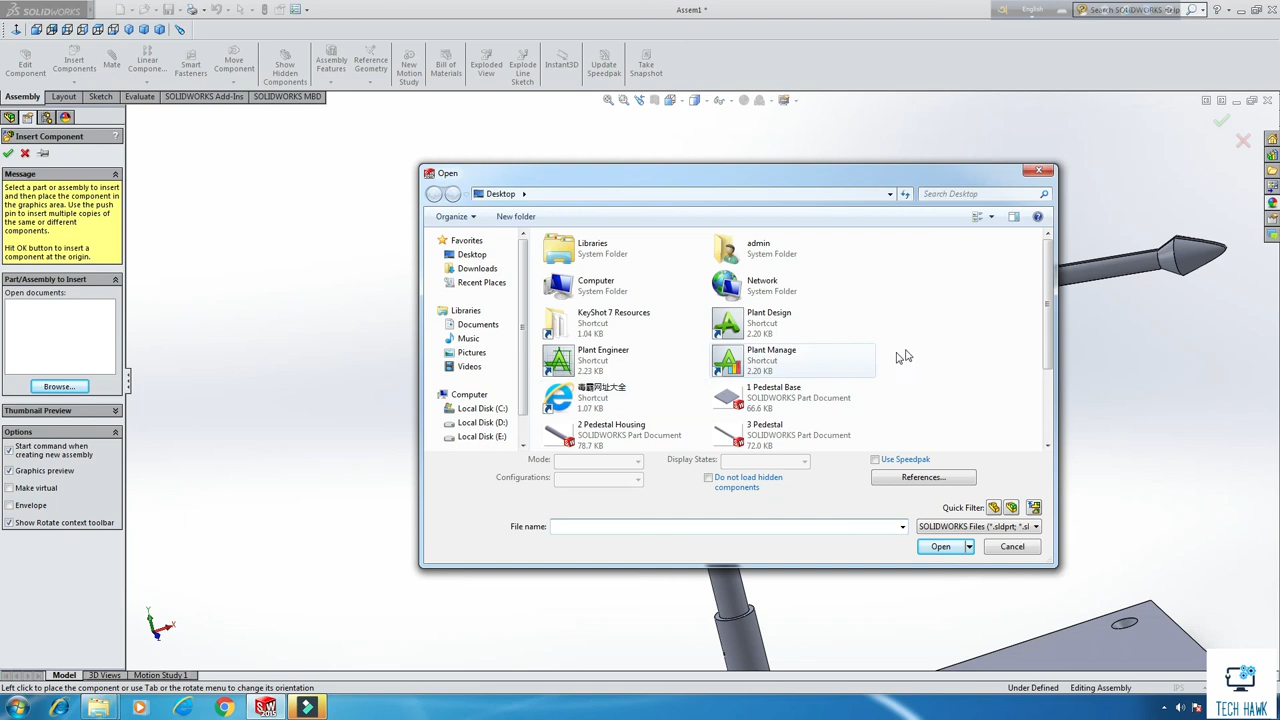 SOLIDWORKS
Assem1 *
English
Search SOLIDWORKS Help
Edit Component
Insert Components
Mate
Linear Compone...
Smart Fasteners
Move Component
Show Hidden Components
Assembly Features
Reference Geometry
New Motion Study
Bill of Materials
Exploded View
Explode Line Sketch
Instant3D
Update Speedpak
Take Snapshot
Assembly
Layout
Sketch
Evaluate
SOLIDWORKS Add-Ins
SOLIDWORKS MBD
Insert Component
?
Message
Select a part or assembly to
insert and then place the
component in the
graphics area. Use the push
pin to insert multiple copies
of the same or different
components.
Hit OK button to insert a
component at the origin.
Part/Assembly to Insert
Open documents:
Browse...
Thumbnail Preview
Options
Start command when
creating new assembly
Graphics preview
Make virtual
Envelope
Show Rotate context toolbar
Open
Desktop
Search Desktop
Organize
New folder
Favorites
Desktop
Downloads
Recent Places
Libraries
Documents
Music
Pictures
Videos
Computer
Local Disk (C:)
Local Disk (D:)
Local Disk (E:)
Libraries
System Folder
admin
System Folder
Computer
System Folder
Network
System Folder
KeyShot 7 Resources
Shortcut
1.04 KB
Plant Design
Shortcut
2.20 KB
Plant Engineer
Shortcut
2.23 KB
Plant Manage
Shortcut
2.20 KB
毒霸网址大全
Shortcut
1.07 KB
1 Pedestal Base
SOLIDWORKS Part Document
66.6 KB
2 Pedestal Housing
SOLIDWORKS Part Document
78.7 KB
3 Pedestal
SOLIDWORKS Part Document
72.0 KB
Mode:
Display States:
Use Speedpak
Configurations:
Do not load hidden
components
References...
Quick Filter:
File name:
SOLIDWORKS Files (*.sldprt; *.sl
Open
Cancel
Y
X
Z
Model
3D Views
Motion Study 1
Left click to place the component or use Tab or the rotate menu to change its orientation
Under Defined
Editing Assembly
IPS
SW
2015
TECH HAWK